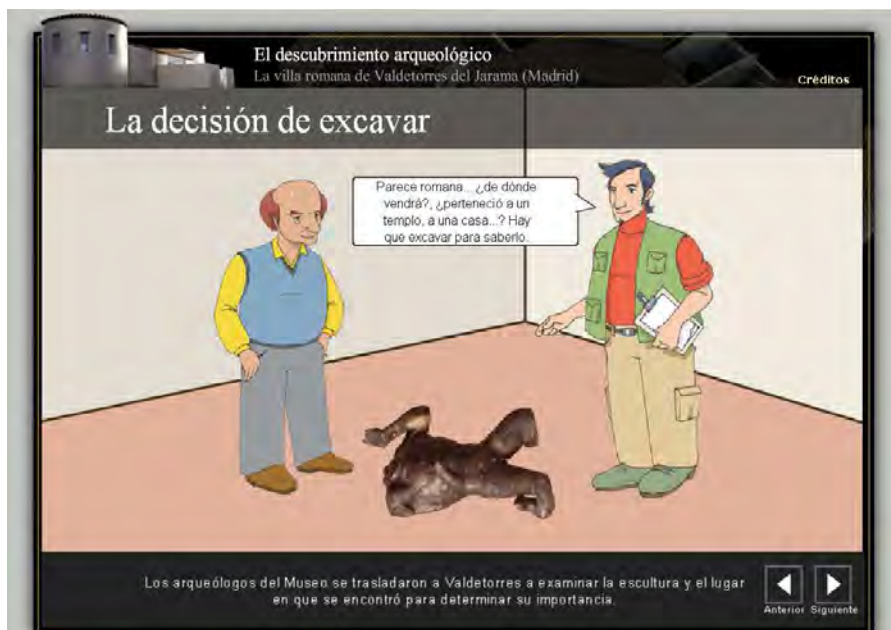 El descubrimiento arqueológico
La villa romana de Valdetorres del Jarama (Madrid)
Créditos
La decisión de excavar
Parece romana... ¿de dónde
vendrá?, ¿perteneció a un
templo, a una casa...? Hay
que excavar para saberlo.
Los arqueólogos del Museo se trasladaron a Valdetorres a examinar la escultura y el lugar
en que se encontró para determinar su importancia.
Anterior Siguiente